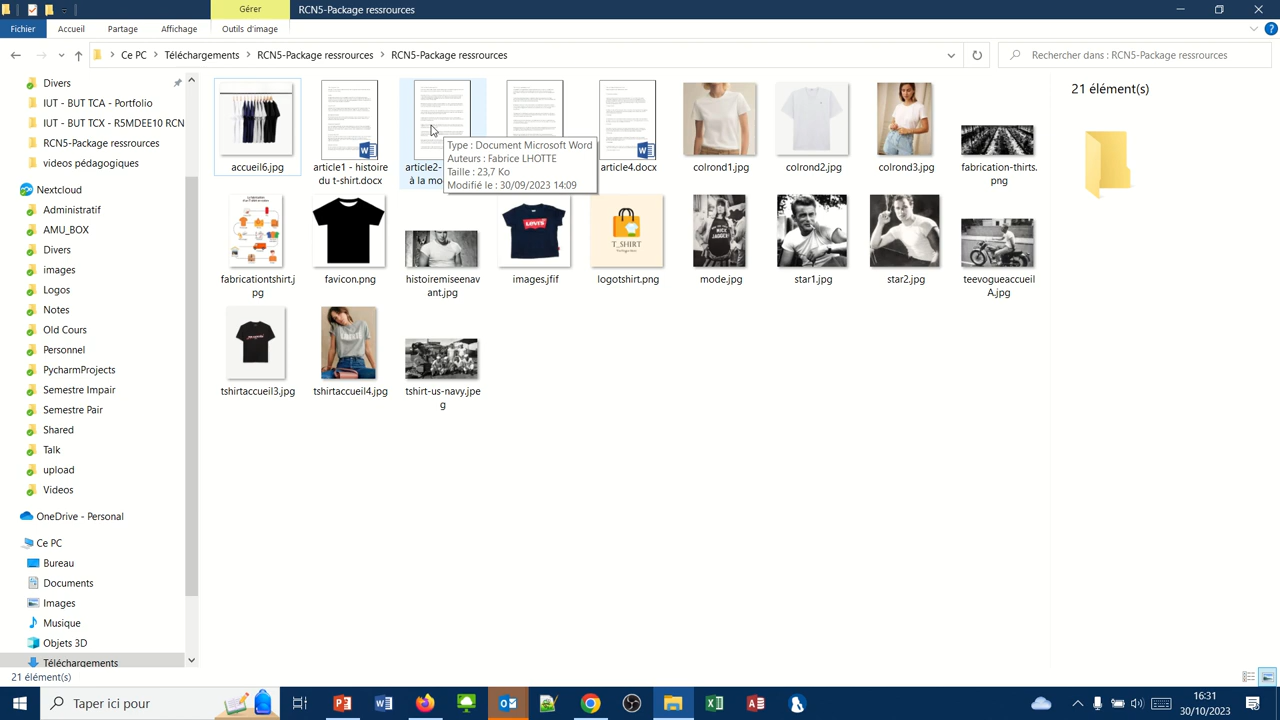 Gérer
RCN5-Package ressrources
Fichier
Accueil
Partage
Affichage
Outils d'image
Ce PC
Téléchargements
RCN5-Package ressrources
RCN5-Package ressrources
Rechercher dans : RCN5-Package ressrources
Divers
IUT - BUT TCA - Portfolio
IUT - BUT TCX - R5MDEE10 RCN
RCN5-Package ressrources
videos pédagogiques
Nextcloud
Administratif
AMU_BOX
Divers
images
Logos
Notes
Old Cours
Personnel
PycharmProjects
Semestre Impair
Semestre Pair
Shared
Talk
upload
Videos
OneDrive - Personal
Ce PC
Bureau
Documents
Images
Musique
Objets 3D
Téléchargements
21 élément(s)
accueil6.jpg
article1 - histoire
du t-shirt.docx
article2-
à la mo
Type : Document Microsoft Word
Auteurs : Fabrice LHOTTE
Taille : 23,7 Ko
Modifié le : 30/09/2023 14:09
article4.docx
colrond1.jpg
colrond2.jpg
colrond3.jpg
fabrication-thirts.
png
fabricationtshirt.j
pg
favicon.png
histoiremiseenav
ant.jpg
LEVI'S
images.jfif
T_SHIRT
logotshirt.png
MICK
JAGGER
mode.jpg
star1.jpg
star2.jpg
teevogueaccueil
A.jpg
tshirtaccueil3.jpg
tshirtaccueil4.jpg
tshirt-us-navy.jpe
g
21 élément(s)
Taper ici pour
16:31
30/10/2023